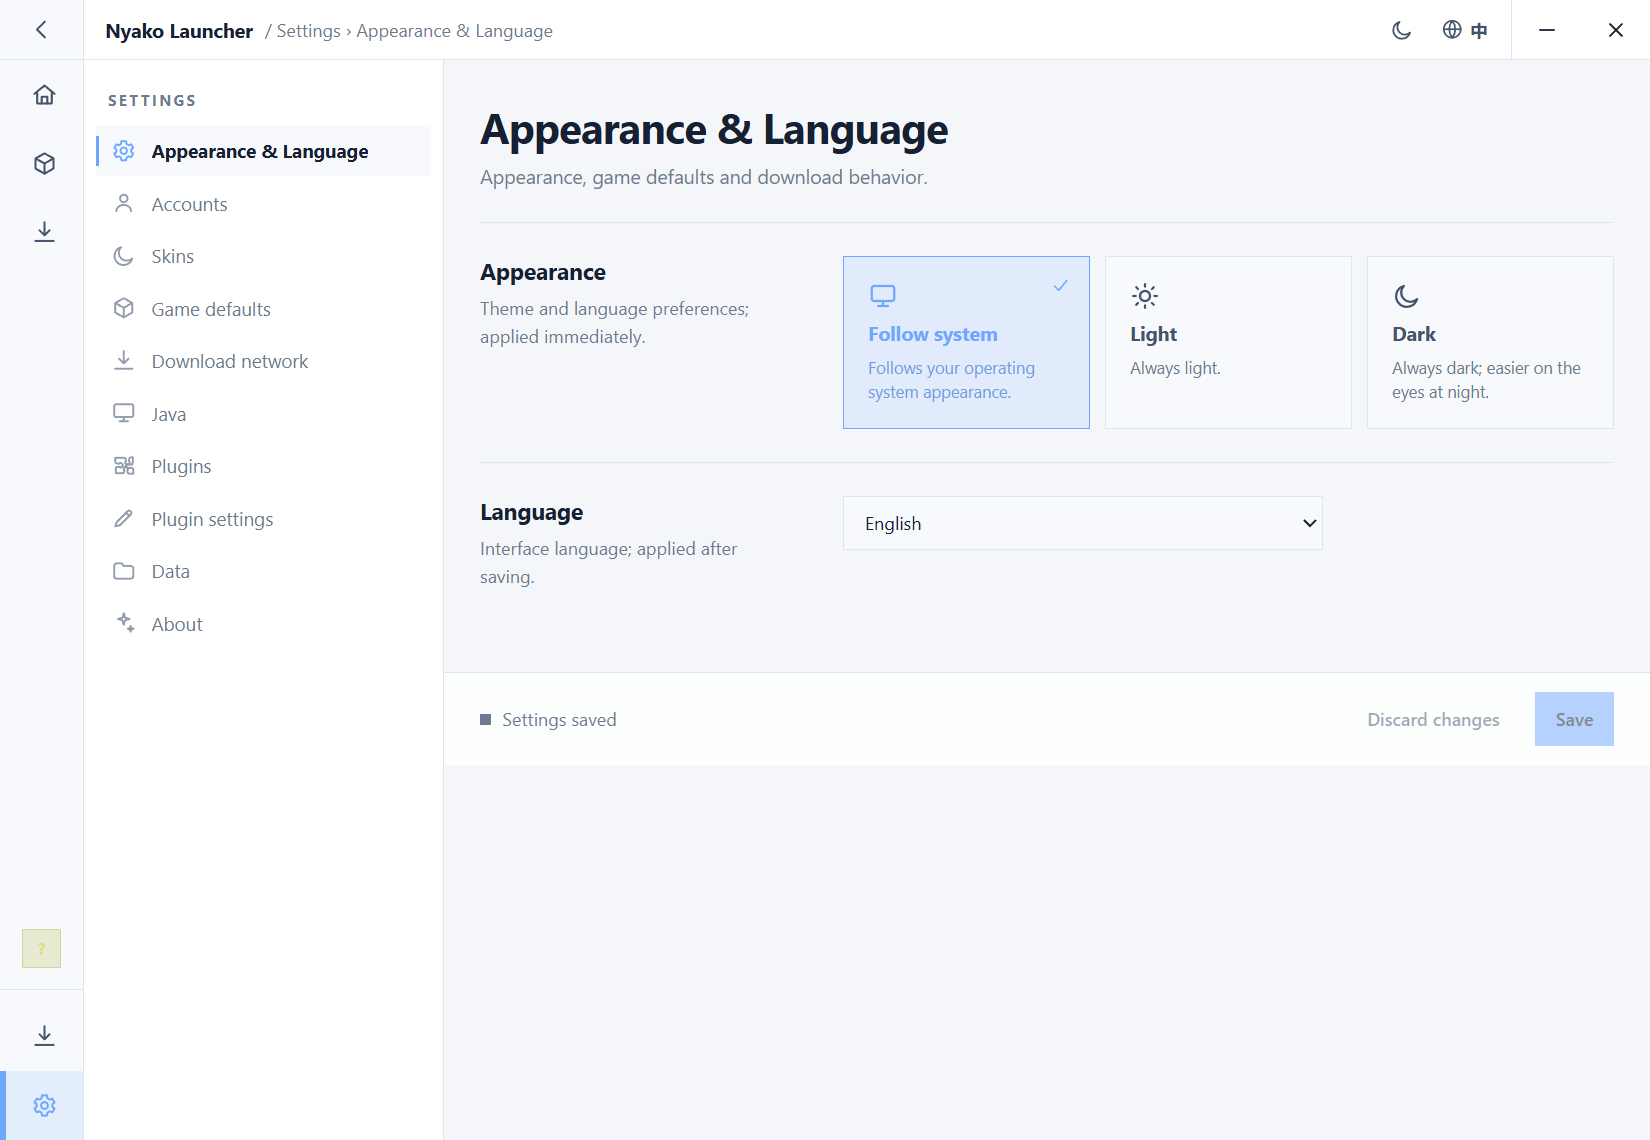 Nyako Launcher / Settings › Appearance & Language
中
SETTINGS
Appearance & Language
Accounts
Skins
Game defaults
Download network
Java
Plugins
Plugin settings
Data
About
?
Appearance & Language
Appearance, game defaults and download behavior.
Appearance
Theme and language preferences;
applied immediately.
Follow system
Follows your operating
system appearance.
Light
Always light.
Dark
Always dark; easier on the
eyes at night.
Language
Interface language; applied after
saving.
English
Settings saved
Discard changes
Save